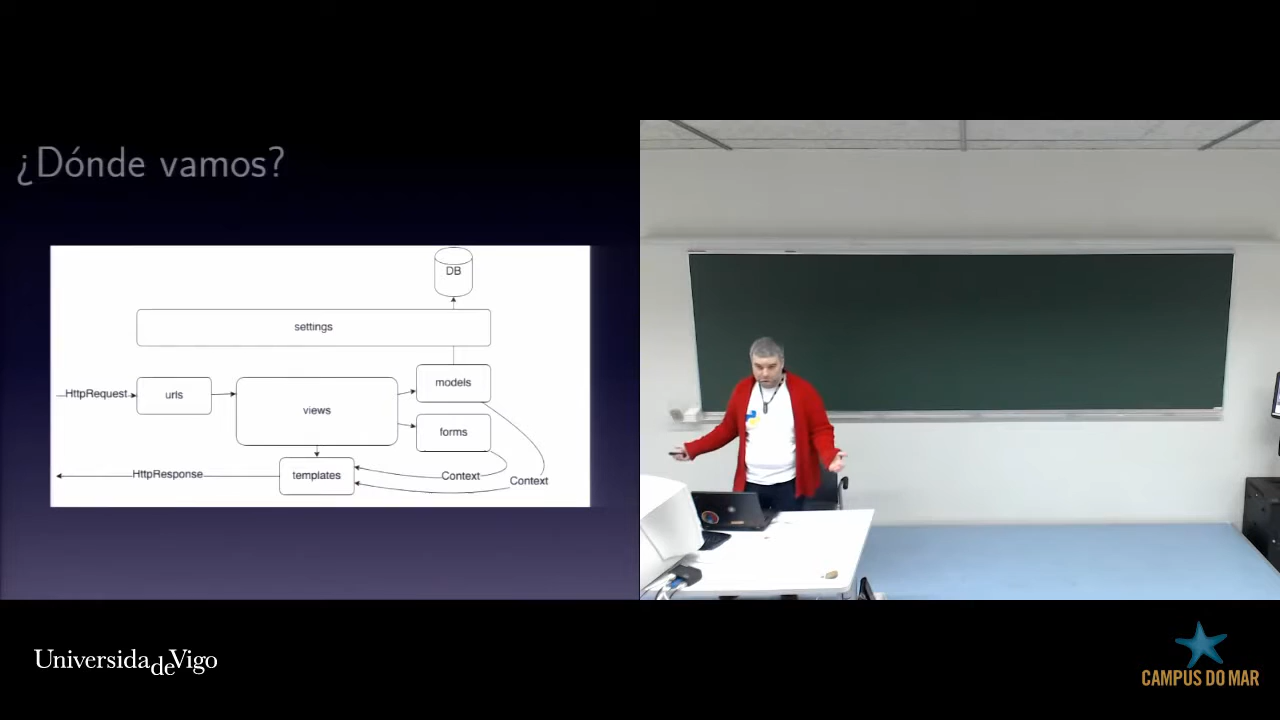 ¿Dónde vamos?
DB
settings
HttpRequest
urls
views
models
forms
HttpResponse
templates
Context
Context
Universidade Vigo
CAMPUS DO MAR